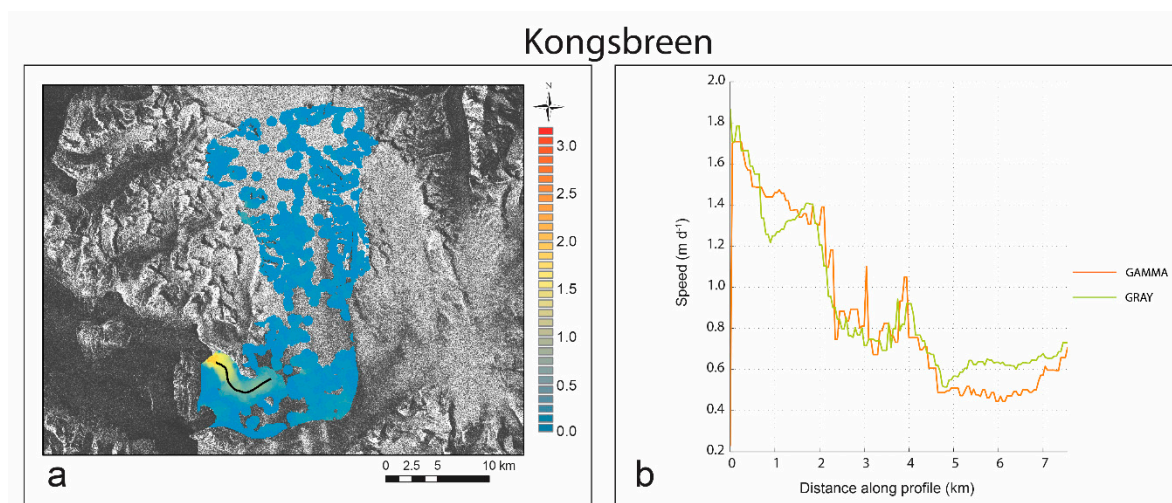 Kongsbreen
N
3.0
2.5
2.0
1.5
1.0
0.5
0.0
0 2.5 5 10 km
a
2.0
1.8
1.6
1.4
1.2
1.0
0.8
0.6
0.4
0.2
Speed (m d⁻¹)
0 1 2 3 4 5 6 7
Distance along profile (km)
GAMMA
GRAY
b